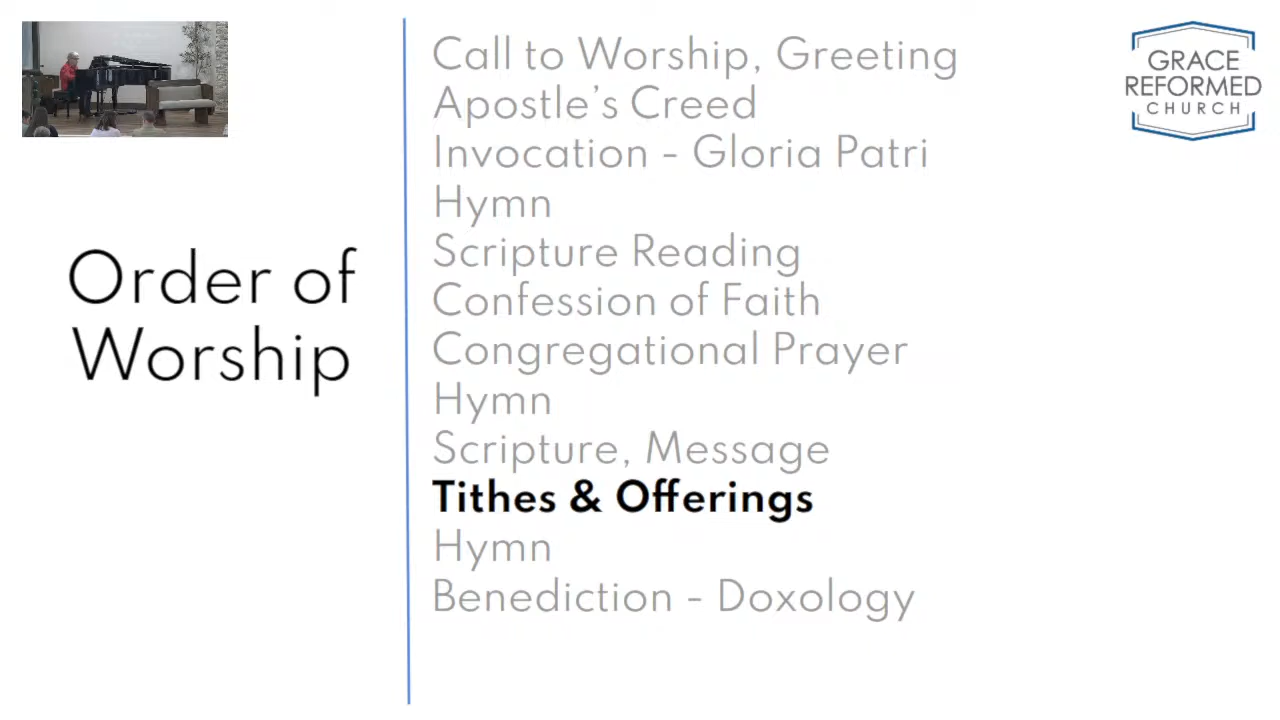 Order of
Worship
Call to Worship, Greeting
Apostle's Creed
Invocation - Gloria Patri
Hymn
Scripture Reading
Confession of Faith
Congregational Prayer
Hymn
Scripture, Message
Tithes & Offerings
Hymn
Benediction - Doxology
GRACE
REFORMED
CHURCH